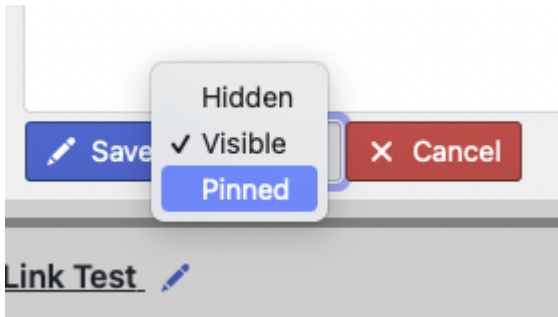 Hidden
✓ Visible
Save
Cancel
Pinned
Link Test